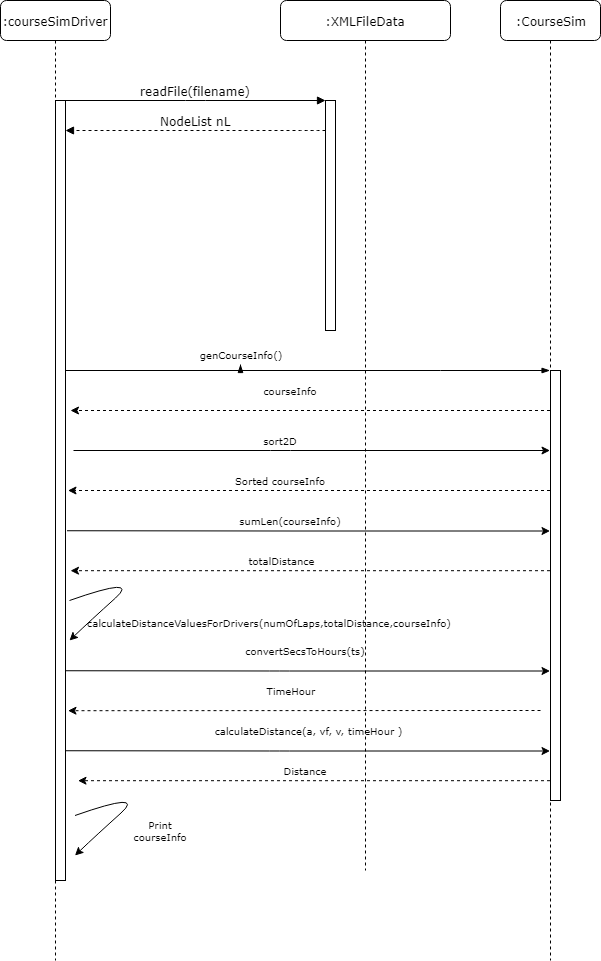 :courseSimDriver
:XMLFileData
:CourseSim
readFile(filename)
NodeList nL
genCourseInfo()
courseInfo
sort2D
Sorted courseInfo
sumLen(courseInfo)
totalDistance
calculateDistanceValuesForDrivers(numOfLaps,totalDistance,courseInfo)
convertSecsToHours(ts)
TimeHour
calculateDistance(a, vf, v, timeHour )
Distance
Print
courseInfo